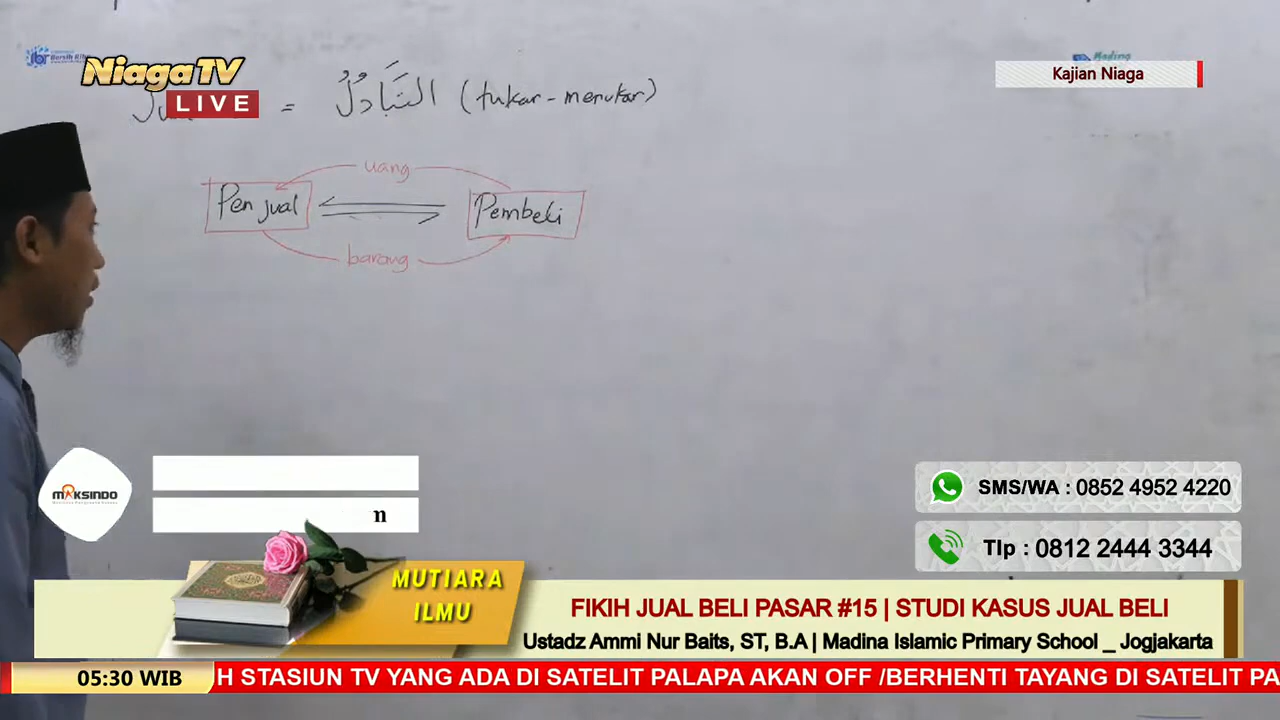 NiagaTV
LIVE
Kajian Niaga
= التَّبَادُلُ (tukar-menukar)
uang
Penjual
Pembeli
barang
MAKSINDO
n
SMS/WA : 0852 4952 4220
Tlp : 0812 2444 3344
MUTIARA
ILMU
FIKIH JUAL BELI PASAR #15 | STUDI KASUS JUAL BELI
Ustadz Ammi Nur Baits, ST, B.A | Madina Islamic Primary School _ Jogjakarta
05:30 WIB
H STASIUN TV YANG ADA DI SATELIT PALAPA AKAN OFF /BERHENTI TAYANG DI SATELIT PA